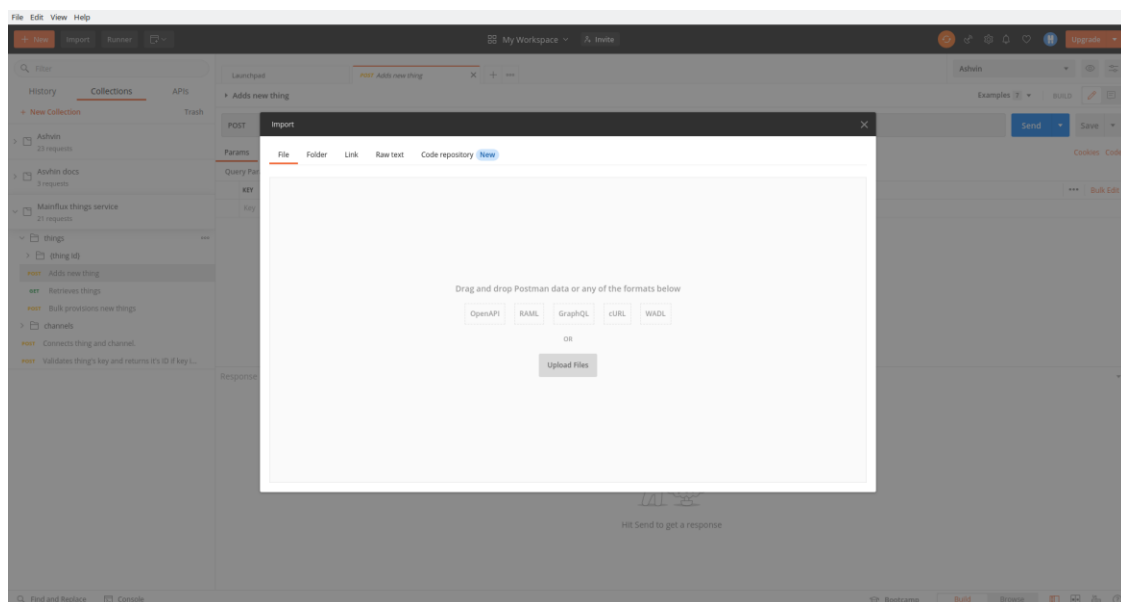 File Edit View Help
+ New Import Runner
My Workspace Invite
Upgrade
Filter
History Collections APIs
+ New Collection Trash
Ashvin
23 requests
Asvhin docs
3 requests
Mainflux things service
21 requests
things
{thing id}
POST Adds new thing
GET Retrieves things
POST Bulk provisions new things
channels
POST Connects thing and channel.
POST Validates thing's key and returns it's ID if key i...
Launchpad
POST Adds new thing
Ashvin
Adds new thing
Examples 7
BUILD
POST
Send Save
Params
Cookies Code
Query Par
KEY
Bulk Edit
Key
Import
File Folder Link Raw text Code repository New
Drag and drop Postman data or any of the formats below
OpenAPI RAML GraphQL cURL WADL
OR
Upload Files
Response
Hit Send to get a response
Find and Replace Console
Bootcamp Build Browse